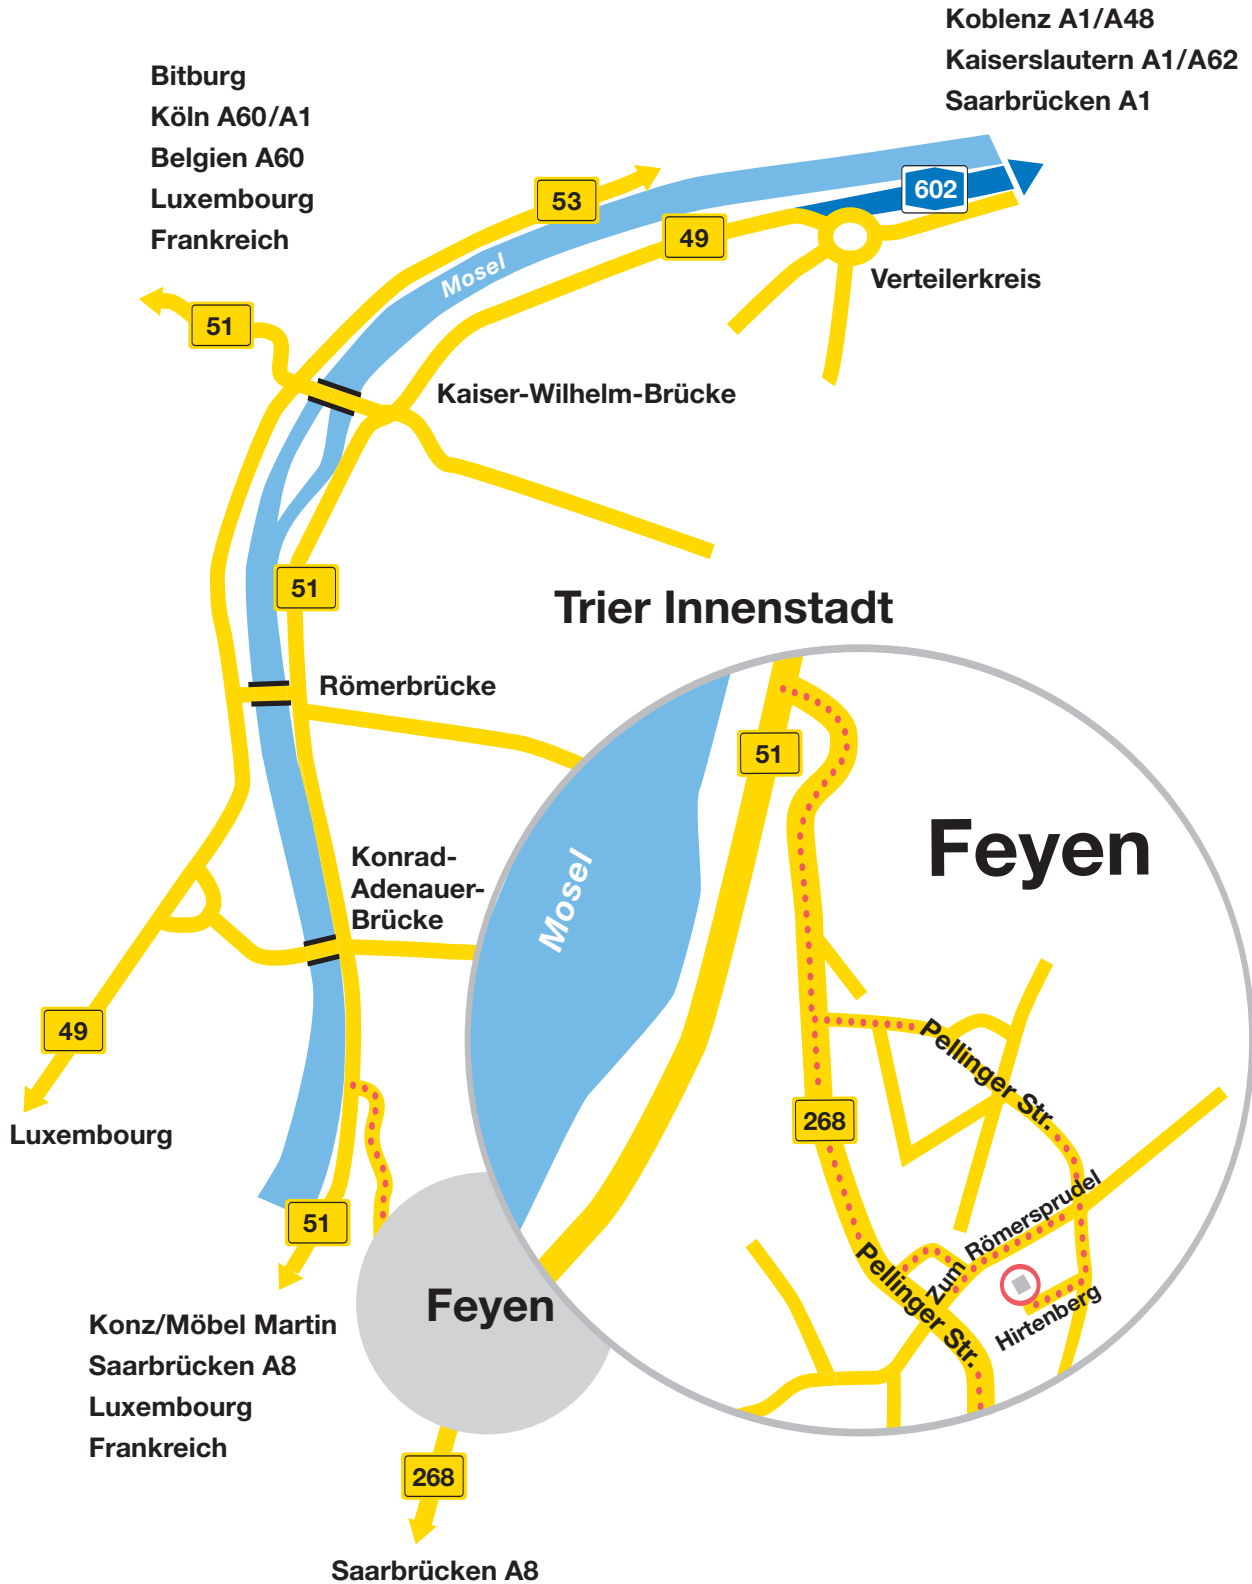 Koblenz A1/A48
Kaiserslautern A1/A62
Saarbrücken A1
Bitburg
Köln A60/A1
Belgien A60
Luxembourg
Frankreich
53
602
49
Mosel
Verteilerkreis
51
Kaiser-Wilhelm-Brücke
51
Trier Innenstadt
Römerbrücke
51
Feyen
Konrad-
Adenauer-
Brücke
Mosel
49
Luxembourg
Pellinger Str.
268
51
Zum Römersprudel
Pellinger Str.
Hirtenberg
Feyen
Konz/Möbel Martin
Saarbrücken A8
Luxembourg
Frankreich
268
Saarbrücken A8